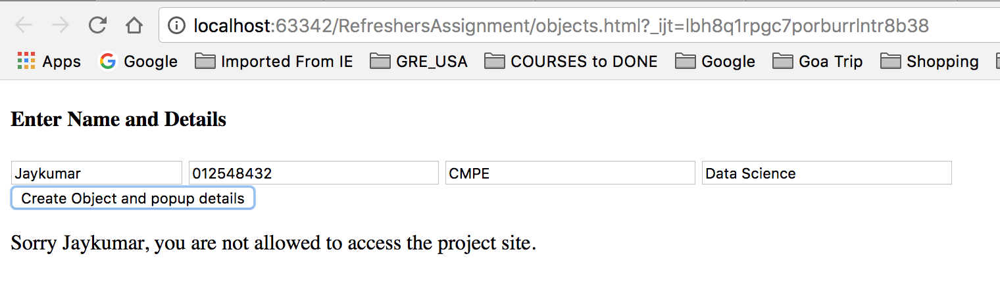 localhost:63342/RefreshersAssignment/objects.html?_ijt=lbh8q1rpgc7porburrlntr8b38
Apps Google Imported From IE GRE_USA COURSES to DONE Google Goa Trip Shopping
Enter Name and Details
Jaykumar 012548432 CMPE Data Science
Create Object and popup details
Sorry Jaykumar, you are not allowed to access the project site.